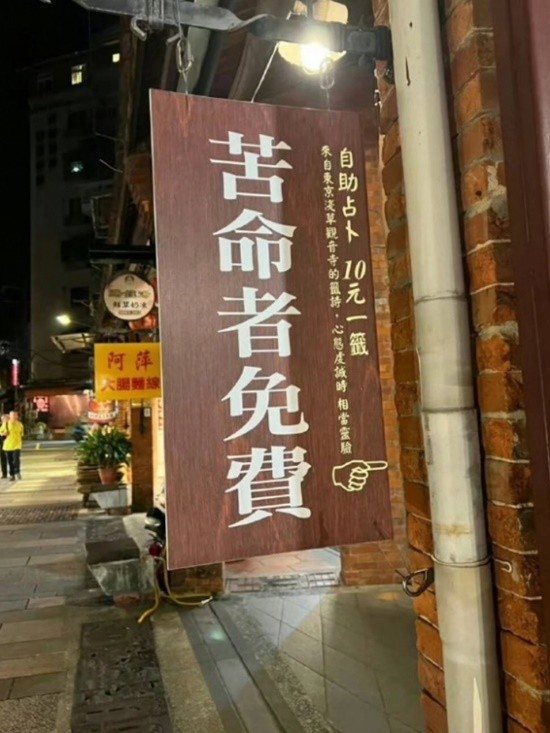 自助占卜 10元一籤
來自東京淺草觀音寺的籤詩，心態虔誠時 相當靈驗
苦命者免費
阿萍
大腸麵線